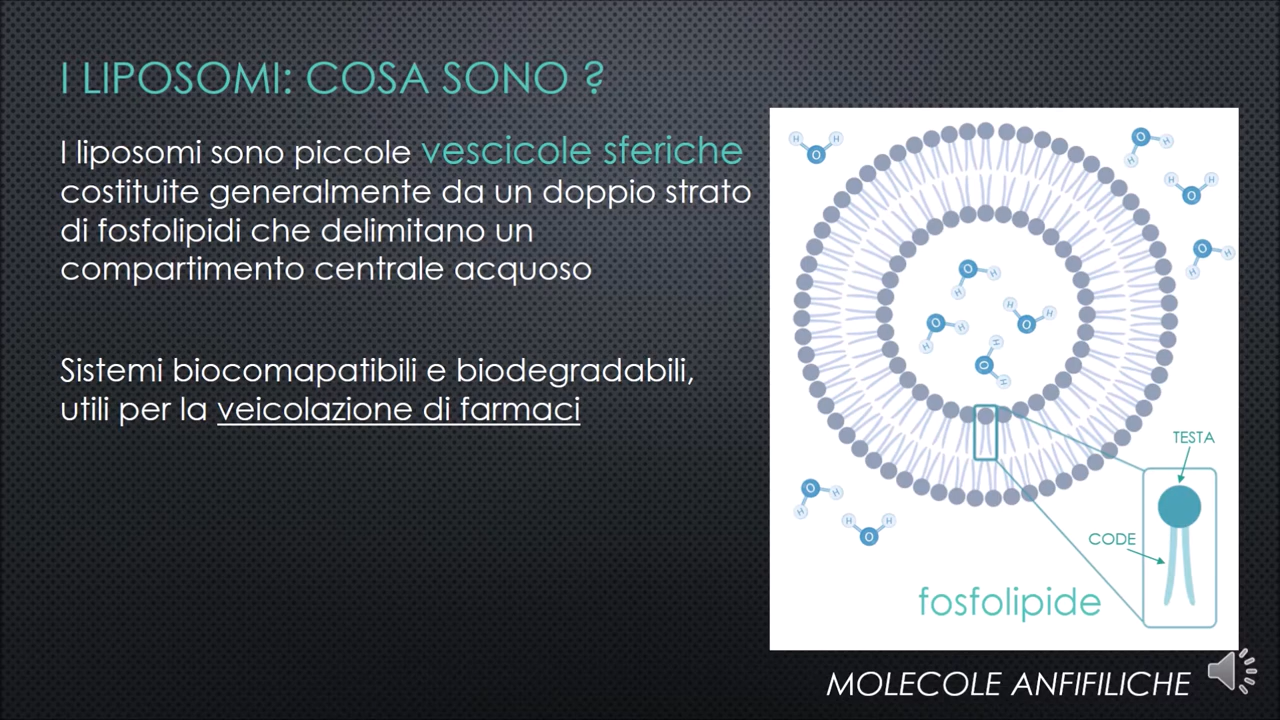 I LIPOSOMI: COSA SONO ?
I liposomi sono piccole vescicole sferiche
costituite generalmente da un doppio strato
di fosfolipidi che delimitano un
compartimento centrale acquoso
Sistemi biocomapatibili e biodegradabili,
utili per la veicolazione di farmaci
H H O
O H H
H H O
O H H
O H H
H H O
O H H
H O H
O H H
H H O
TESTA
CODE
fosfolipide
MOLECOLE ANFIFILICHE